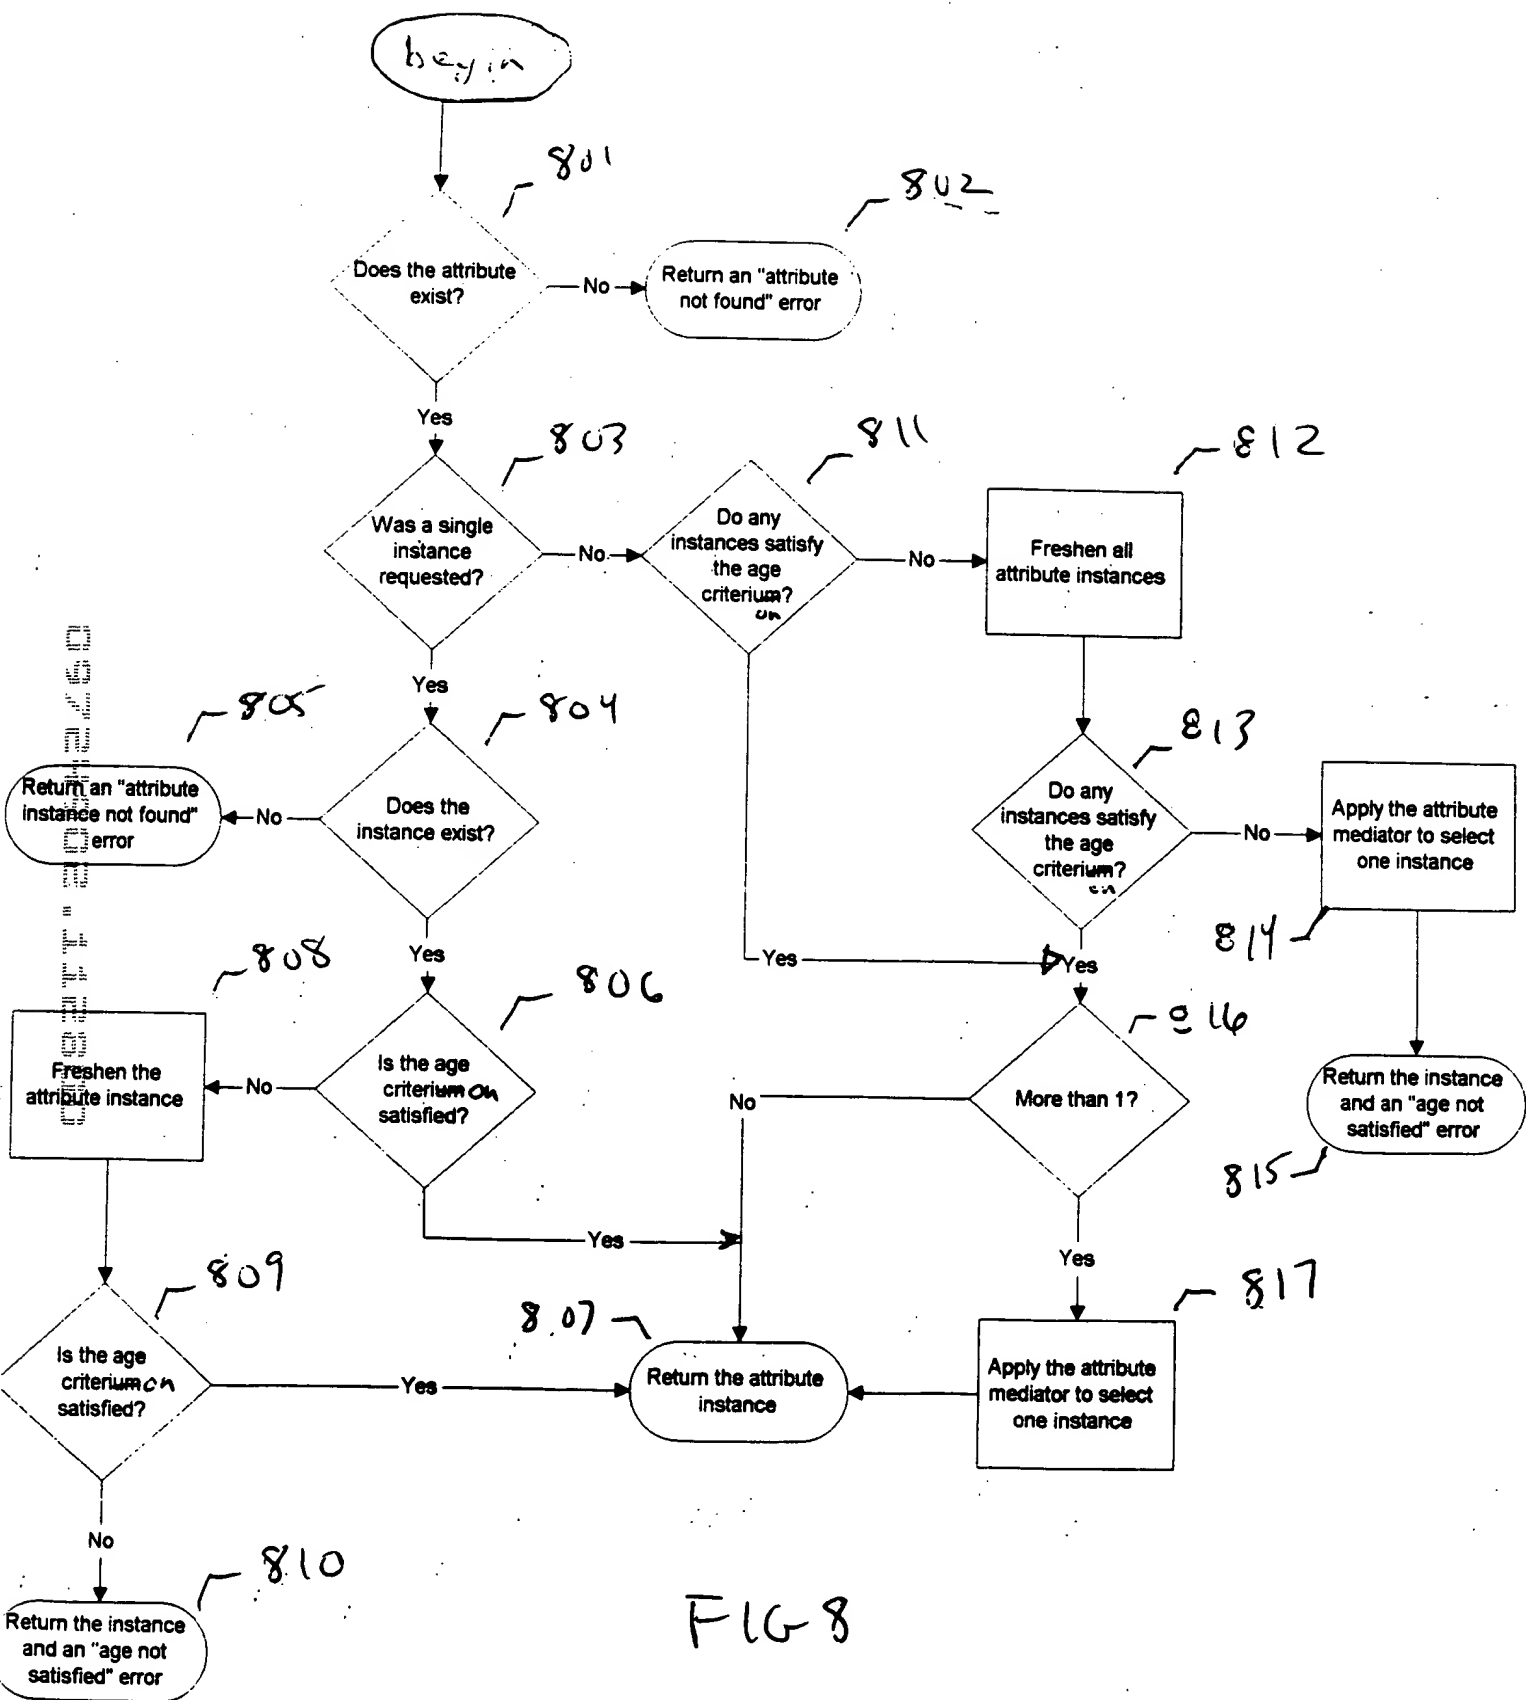 begin
801
802
Does the attribute
exist?
No
Return an "attribute
not found" error
Yes
803
811
812
Was a single
instance
requested?
No
Do any
instances satisfy
the age
criterium?
on
No
Freshen all
attribute instances
Yes
805
804
813
Return an "attribute
instance not found"
error
No
Does the
instance exist?
Do any
instances satisfy
the age
criterium?
on
No
Apply the attribute
mediator to select
one instance
814
Yes
Yes
Yes
808
806
816
Freshen the
attribute instance
No
Is the age
criterium on
satisfied?
No
More than 1?
Return the instance
and an "age not
satisfied" error
815
Yes
Yes
809
807
817
Is the age
criterium on
satisfied?
Yes
Return the attribute
instance
Apply the attribute
mediator to select
one instance
No
810
Return the instance
and an "age not
satisfied" error
FIG 8